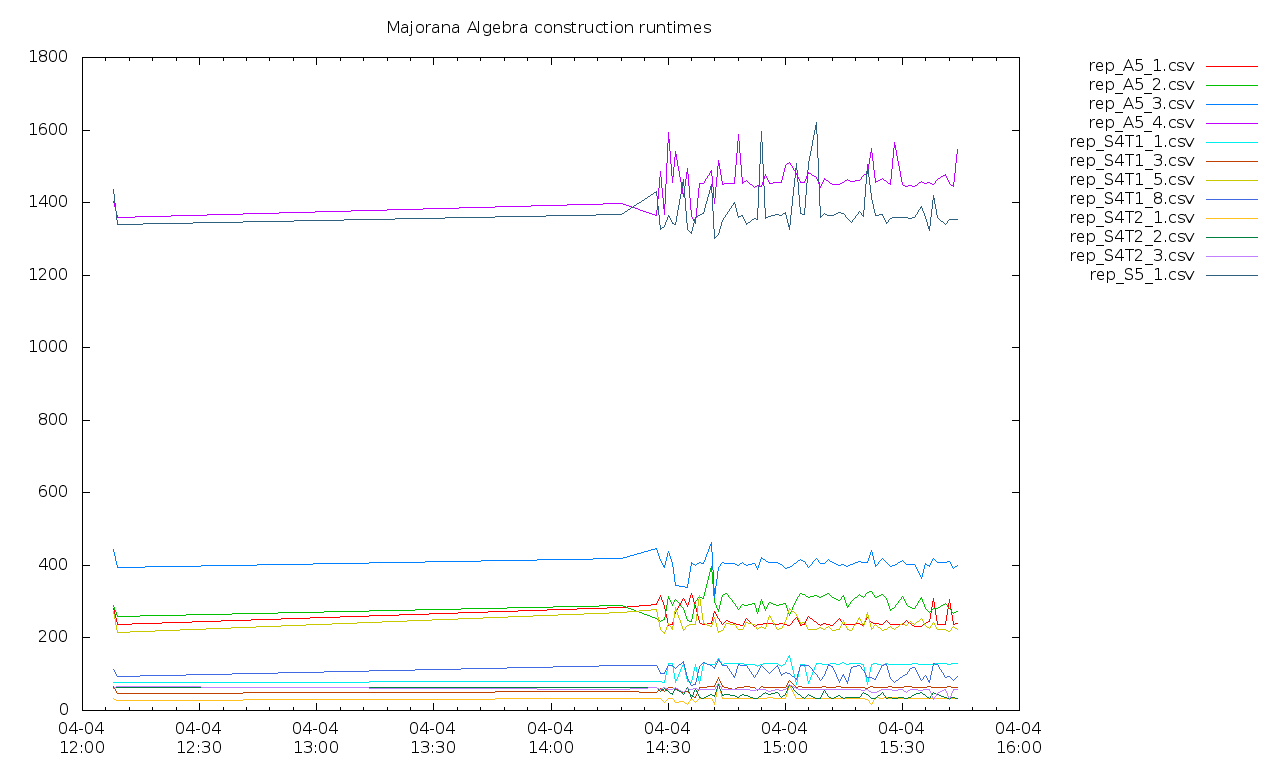 Majorana Algebra construction runtimes
1800
1600
1400
1200
1000
800
600
400
200
0
04-04
12:00
04-04
12:30
04-04
13:00
04-04
13:30
04-04
14:00
04-04
14:30
04-04
15:00
04-04
15:30
04-04
16:00
rep_A5_1.csv
rep_A5_2.csv
rep_A5_3.csv
rep_A5_4.csv
rep_S4T1_1.csv
rep_S4T1_3.csv
rep_S4T1_5.csv
rep_S4T1_8.csv
rep_S4T2_1.csv
rep_S4T2_2.csv
rep_S4T2_3.csv
rep_S5_1.csv